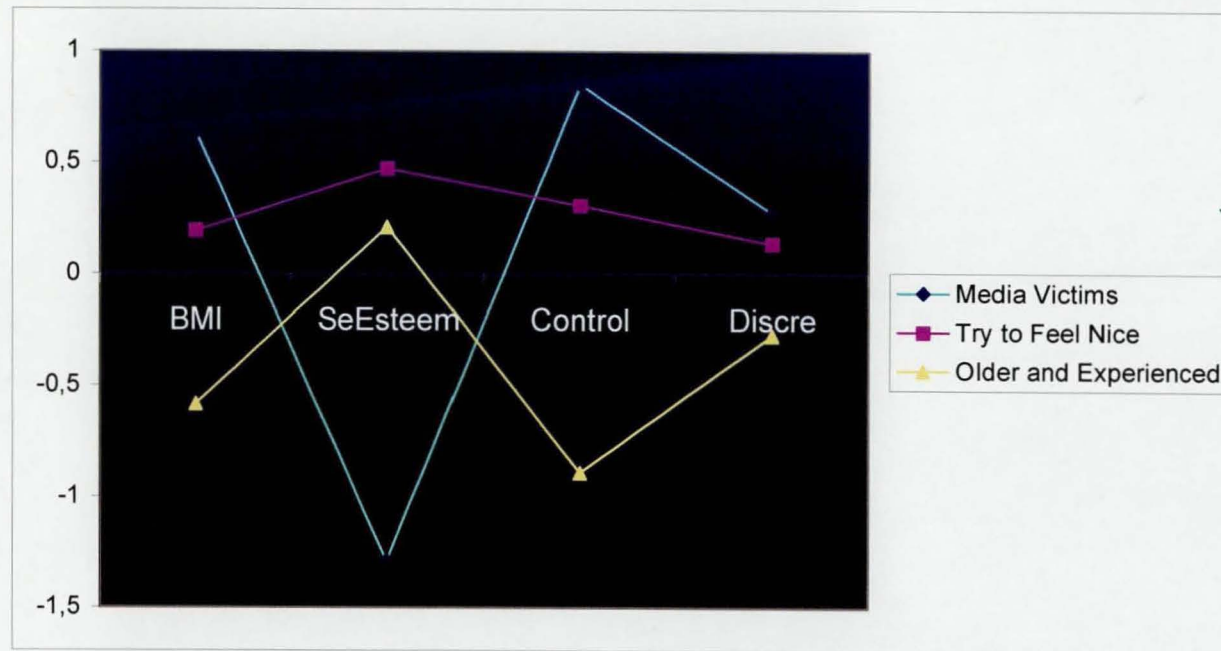 1
0,5
0
-0,5
-1
-1,5
BMI SeEsteem Control Discre
Media Victims
Try to Feel Nice
Older and Experienced